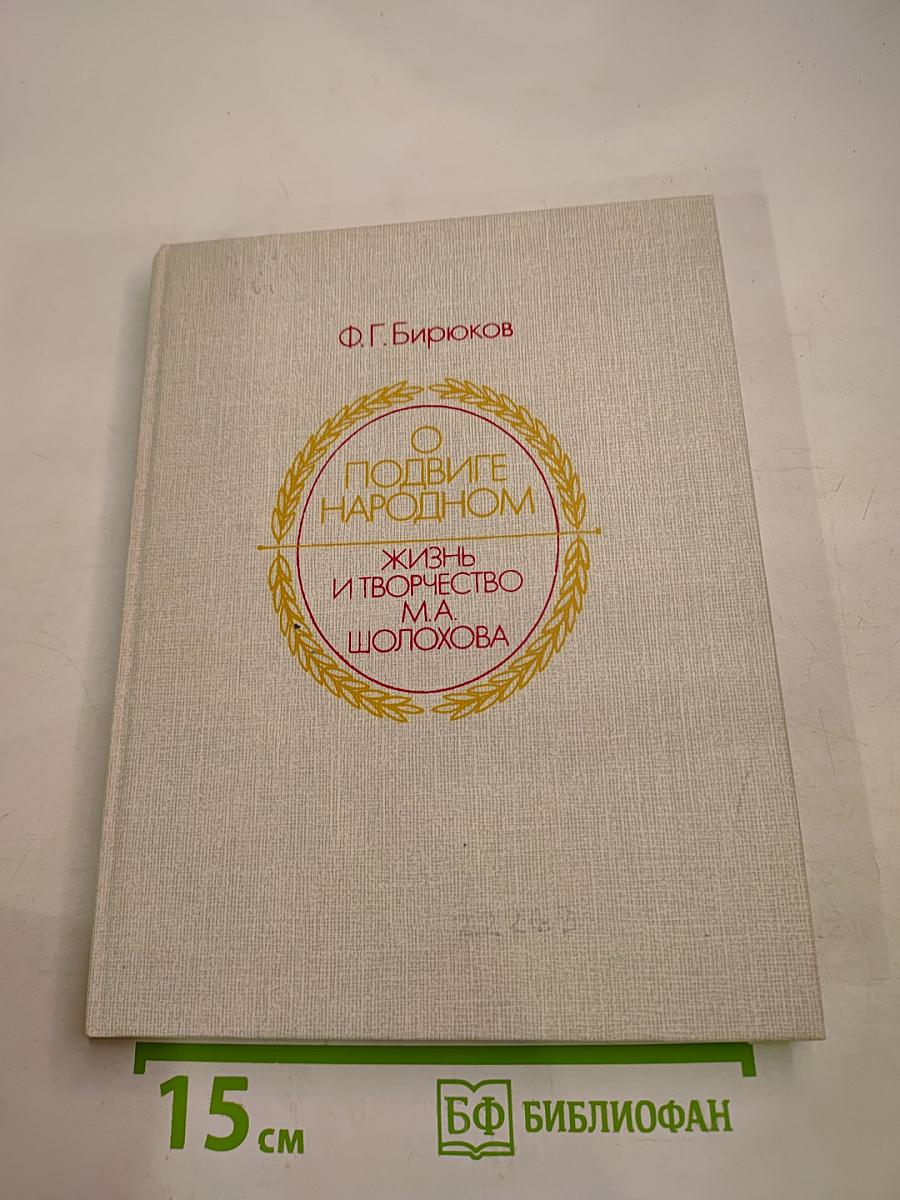 Ф.Г. Бирюков
О
ПОДВИГЕ
НАРОДНОМ
ЖИЗНЬ
И ТВОРЧЕСТВО
М.А.
ШОЛОХОВА
15 см
БФ БИБЛИОФАН